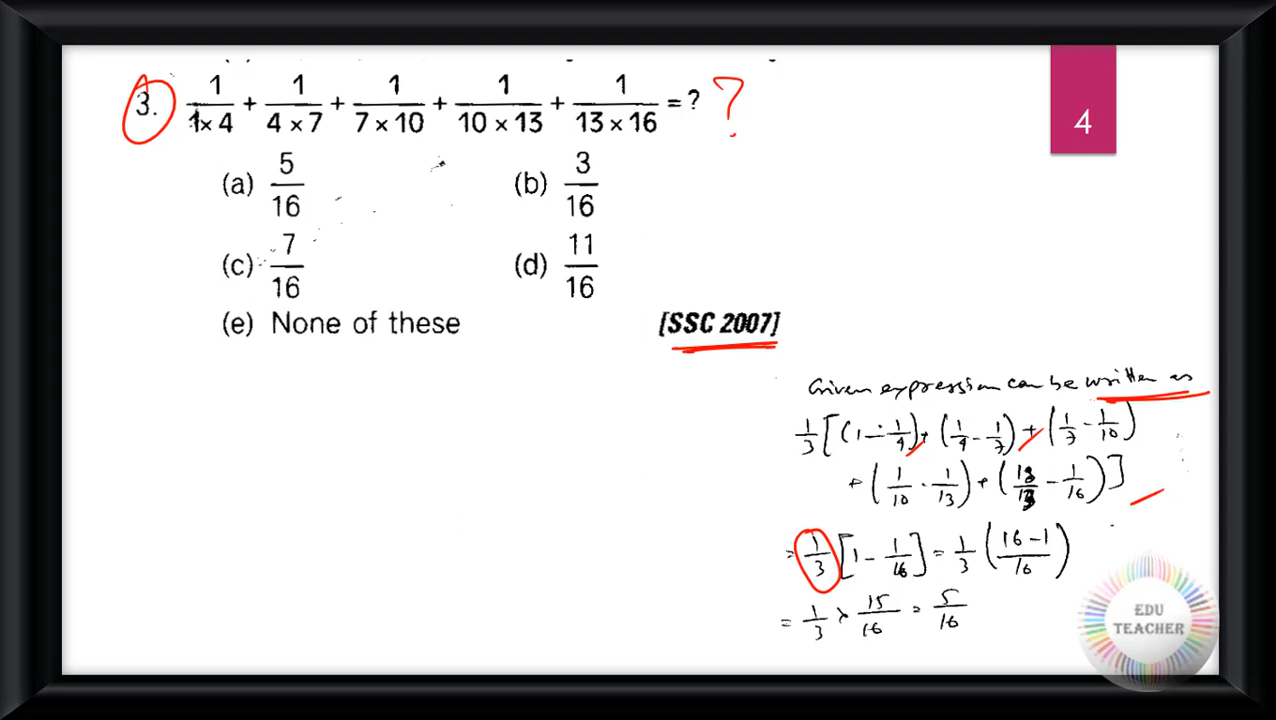 4
3. 1/(1×4) + 1/(4×7) + 1/(7×10) + 1/(10×13) + 1/(13×16) = ? ?
(a) 5/16 (b) 3/16
(c) 7/16 (d) 11/16
(e) None of these [SSC 2007]
Given expression can be written as
1/3 [(1 - 1/4) + (1/4 - 1/7) + (1/7 - 1/10)
+ (1/10 - 1/13) + ( - 1/16)]
= 1/3 [1 - 1/16] = 1/3 (16-1/16)
= 1/3 × 15/16 = 5/16
EDU
TEACHER